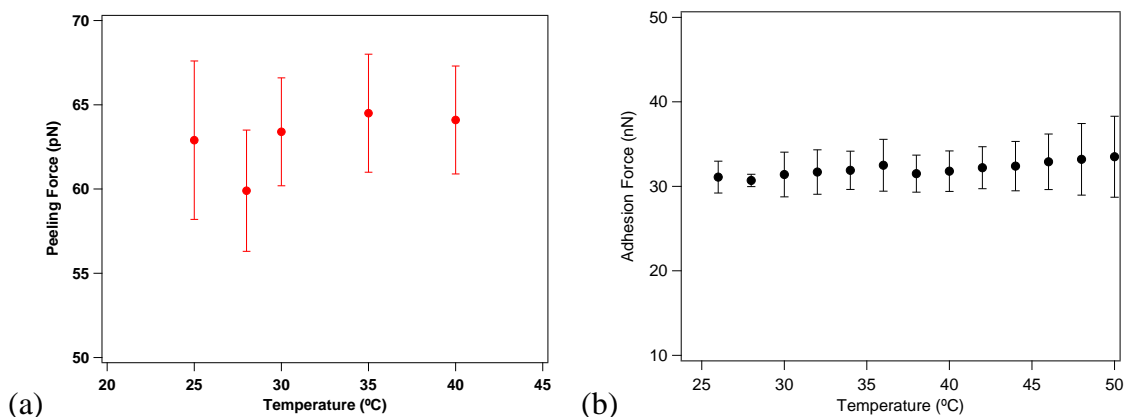 70
65
60
55
50
Peeling Force (pN)
20 25 30 35 40 45
Temperature (ºC)
(a)
50
40
30
20
10
Adhesion Force (nN)
25 30 35 40 45 50
Temperature (ºC)
(b)